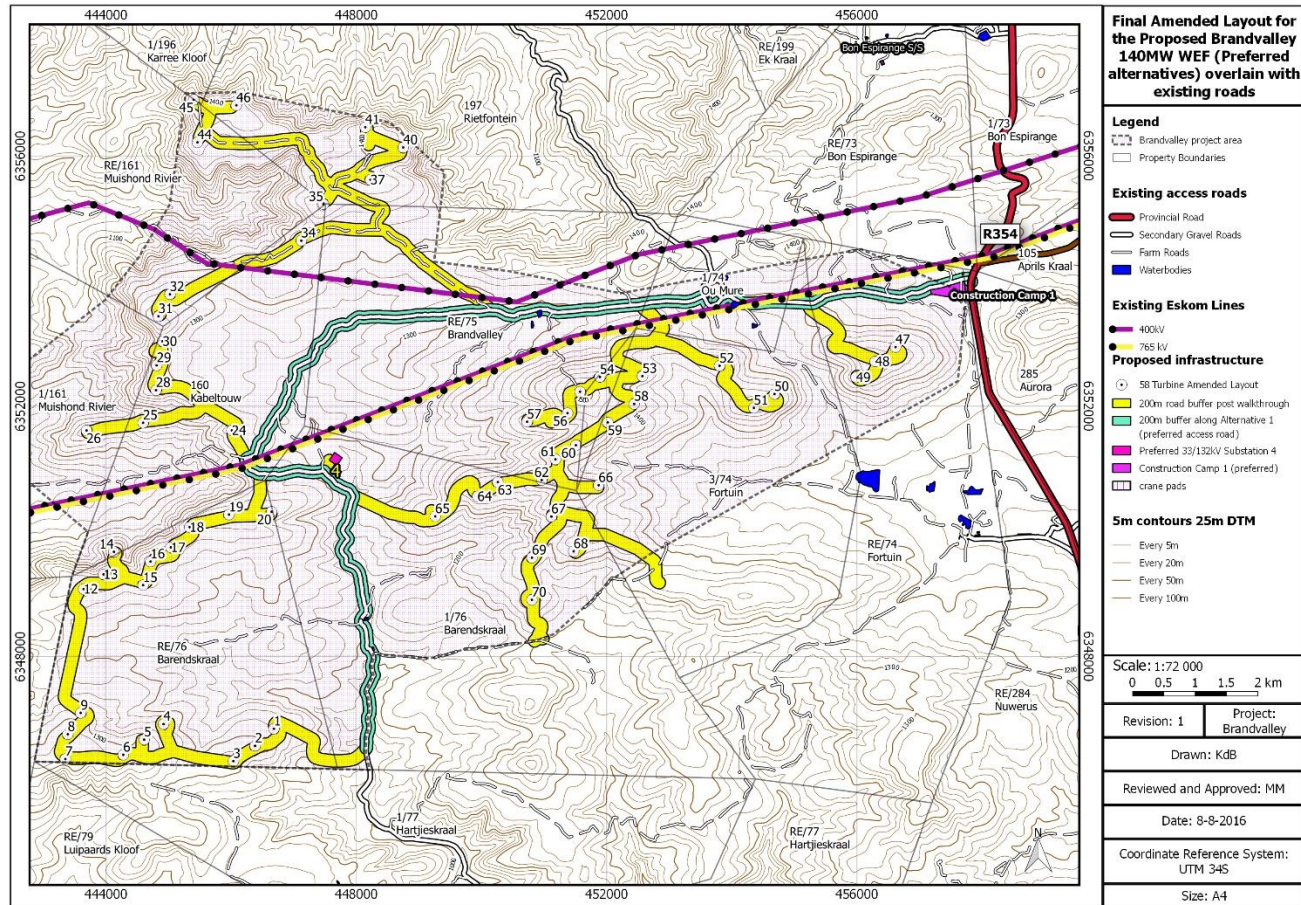 444000
448000
452000
456000
1/196
Karree Kloof
RE/199
Ek Kraal
Bon Espirange S/S
197
Rietfontein
1/73
Bon Espirange
RE/73
Bon Espirange
6356000
6356000
RE/161
Muishond Rivier
45
46
44
41
40
37
35
34
R354
105
Aprils Kraal
1/74
Ou Mure
Construction Camp 1
32
31
RE/75
Brandvalley
30
29
28
160
Kabeltouw
1/161
Muishond Rivier
25
26
24
47
48
49
52
50
51
285
Aurora
54
53
58
57
56
59
6352000
6352000
4
61
60
62
63
64
65
66
67
3/74
Fortuin
19
20
18
17
16
14
13
15
12
69
68
70
RE/74
Fortuin
1/76
Barendskraal
RE/76
Barendskraal
6348000
6348000
RE/284
Nuwerus
9
8
7
6
5
4
3
2
1
RE/79
Luipaards Kloof
1/77
Hartjieskraal
RE/77
Hartjieskraal
N
444000
448000
452000
456000
Final Amended Layout for
the Proposed Brandvalley
140MW WEF (Preferred
alternatives) overlain with
existing roads
Legend
Brandvalley project area
Property Boundaries
Existing access roads
Provincial Road
Secondary Gravel Roads
Farm Roads
Waterbodies
Existing Eskom Lines
400kV
765 kV
Proposed infrastructure
58 Turbine Amended Layout
200m road buffer post walkthrough
200m buffer along Alternative 1
(preferred access road)
Preferred 33/132kV Substation 4
Construction Camp 1 (preferred)
crane pads
5m contours 25m DTM
Every 5m
Every 20m
Every 50m
Every 100m
Scale: 1:72 000
0 0.5 1 1.5 2 km
Revision: 1
Project:
Brandvalley
Drawn: KdB
Reviewed and Approved: MM
Date: 8-8-2016
Coordinate Reference System:
UTM 34S
Size: A4